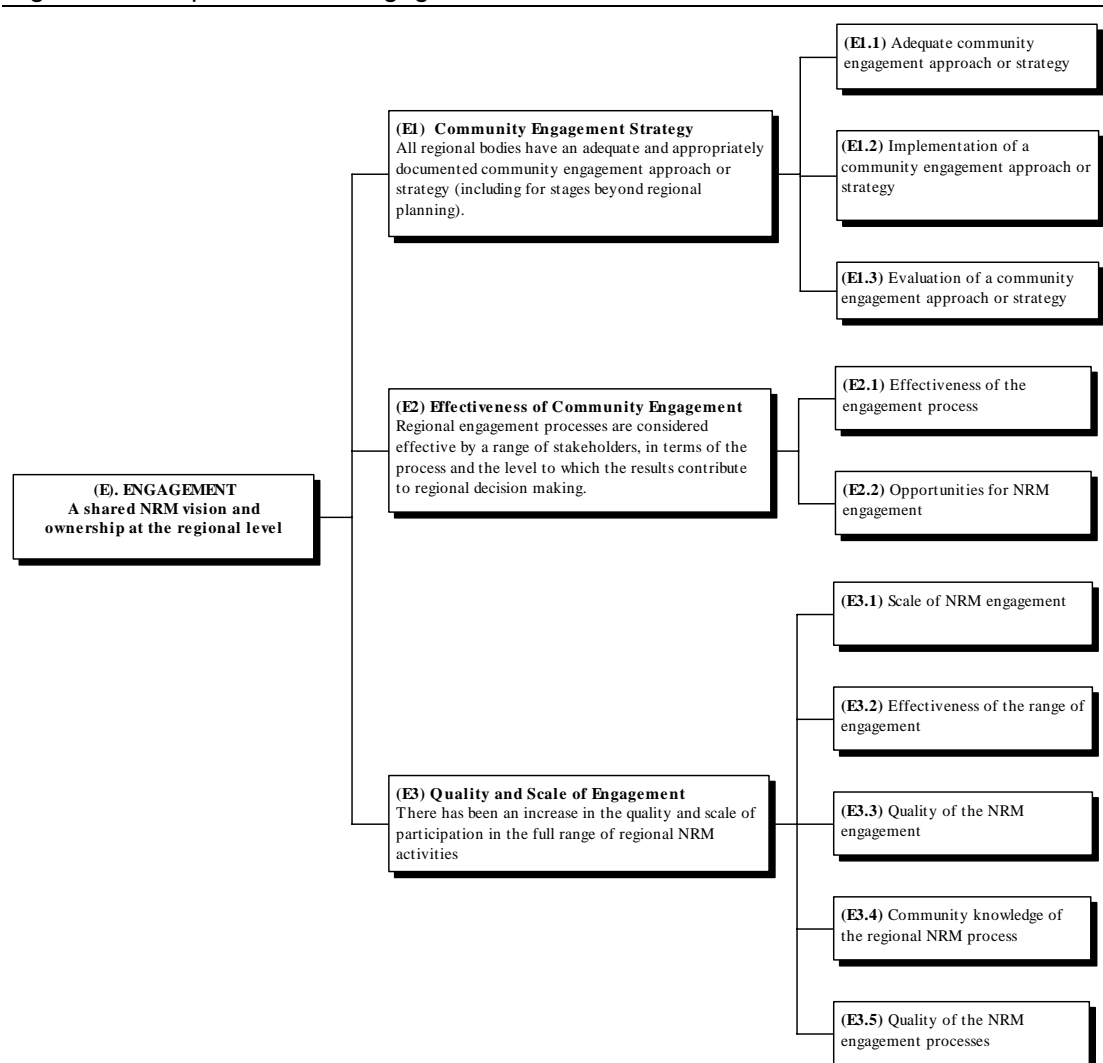 (E). ENGAGEMENT
A shared NRM vision and
ownership at the regional level
(E1) Community Engagement Strategy
All regional bodies have an adequate and appropriately
documented community engagement approach or
strategy (including for stages beyond regional
planning).
(E1.1) Adequate community
engagement approach or strategy
(E1.2) Implementation of a
community engagement approach or
strategy
(E1.3) Evaluation of a community
engagement approach or strategy
(E2) Effectiveness of Community Engagement
Regional engagement processes are considered
effective by a range of stakeholders, in terms of the
process and the level to which the results contribute
to regional decision making.
(E2.1) Effectiveness of the
engagement process
(E2.2) Opportunities for NRM
engagement
(E3) Quality and Scale of Engagement
There has been an increase in the quality and scale of
participation in the full range of regional NRM
activities
(E3.1) Scale of NRM engagement
(E3.2) Effectiveness of the range of
engagement
(E3.3) Quality of the NRM
engagement
(E3.4) Community knowledge of
the regional NRM process
(E3.5) Quality of the NRM
engagement processes